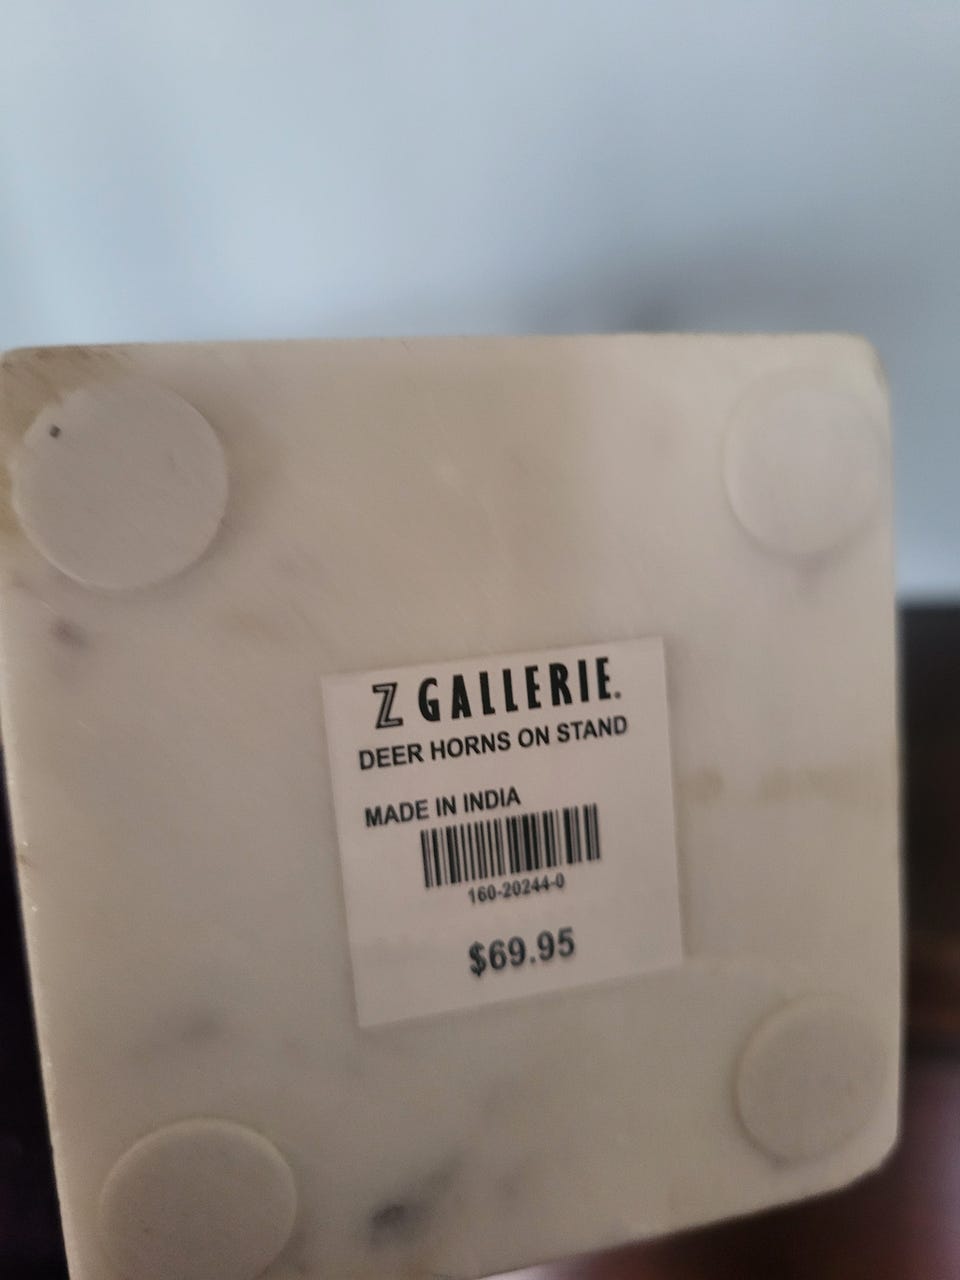 Z GALLERIE.
DEER HORNS ON STAND
MADE IN INDIA
160-20244-0
$69.95